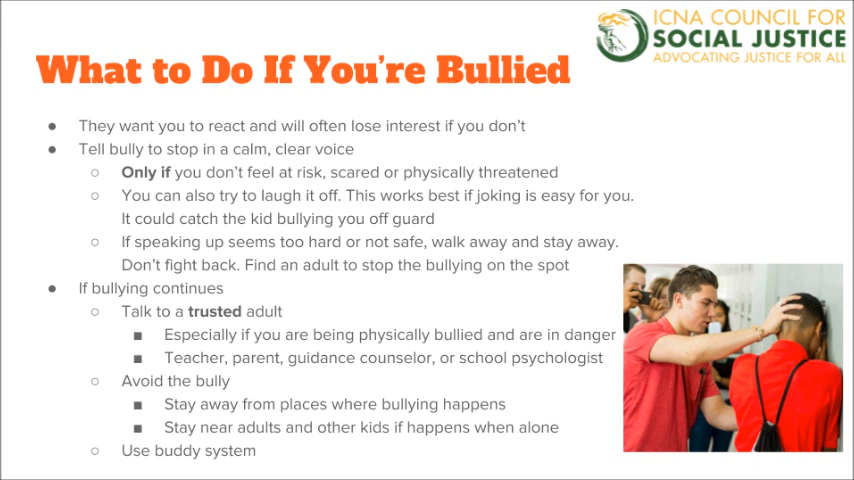 ICNA COUNCIL FOR
SOCIAL JUSTICE
ADVOCATING JUSTICE FOR ALL
What to Do If You're Bullied
● They want you to react and will often lose interest if you don't
● Tell bully to stop in a calm, clear voice
○ Only if you don't feel at risk, scared or physically threatened
○ You can also try to laugh it off. This works best if joking is easy for you.
It could catch the kid bullying you off guard
○ If speaking up seems too hard or not safe, walk away and stay away.
Don't fight back. Find an adult to stop the bullying on the spot
● If bullying continues
○ Talk to a trusted adult
■ Especially if you are being physically bullied and are in danger
■ Teacher, parent, guidance counselor, or school psychologist
○ Avoid the bully
■ Stay away from places where bullying happens
■ Stay near adults and other kids if happens when alone
○ Use buddy system